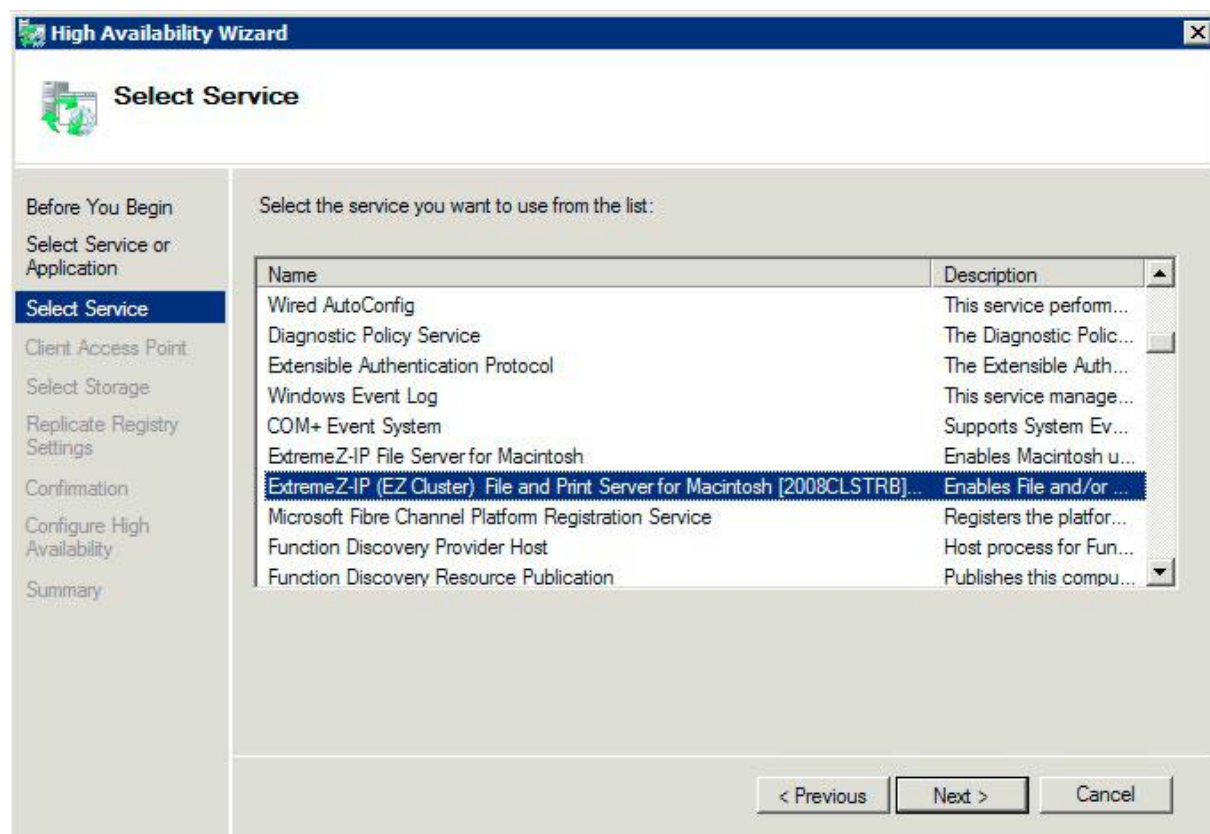 High Availability Wizard
Select Service
Before You Begin
Select Service or
Application
Select Service
Client Access Point
Select Storage
Replicate Registry
Settings
Confirmation
Configure High
Availability
Summary
Select the service you want to use from the list:
Name Description
Wired AutoConfig This service perform...
Diagnostic Policy Service The Diagnostic Polic...
Extensible Authentication Protocol The Extensible Auth...
Windows Event Log This service manage...
COM+ Event System Supports System Ev...
ExtremeZ-IP File Server for Macintosh Enables Macintosh u...
ExtremeZ-IP (EZ Cluster) File and Print Server for Macintosh [2008CLSTRB]... Enables File and/or ...
Microsoft Fibre Channel Platform Registration Service Registers the platfor...
Function Discovery Provider Host Host process for Fun...
Function Discovery Resource Publication Publishes this compu...
< Previous Next > Cancel